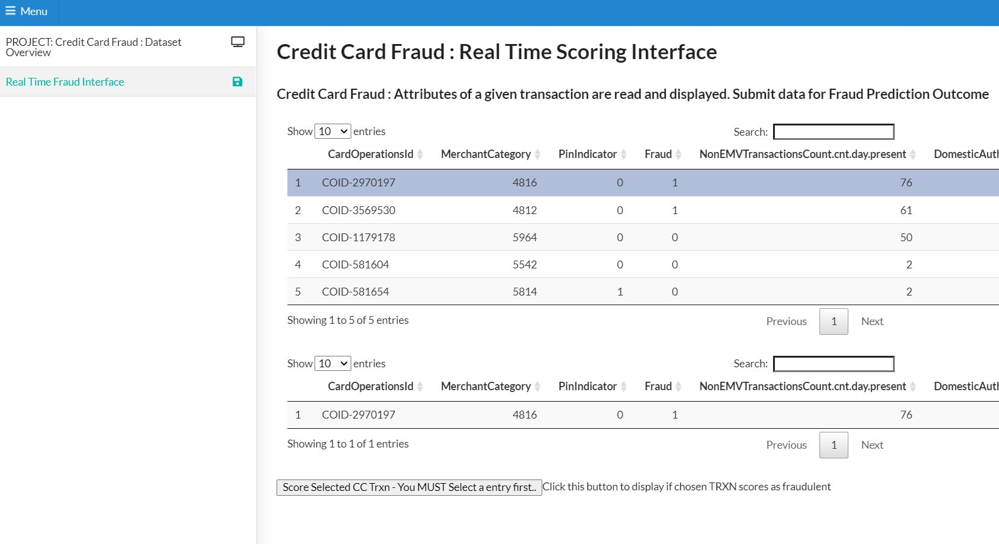 Menu
PROJECT: Credit Card Fraud : Dataset
Overview
Real Time Fraud Interface
Credit Card Fraud : Real Time Scoring Interface
Credit Card Fraud : Attributes of a given transaction are read and displayed. Submit data for Fraud Prediction Outcome
Show 10 entries Search:
CardOperationsId MerchantCategory PinIndicator Fraud NonEMVTransactionsCount.cnt.day.present DomesticAuth
1 COID-2970197 4816 0 1 76
2 COID-3569530 4812 0 1 61
3 COID-1179178 5964 0 0 50
4 COID-581604 5542 0 0 2
5 COID-581654 5814 1 0 2
Showing 1 to 5 of 5 entries Previous 1 Next
Show 10 entries Search:
CardOperationsId MerchantCategory PinIndicator Fraud NonEMVTransactionsCount.cnt.day.present DomesticAuth
1 COID-2970197 4816 0 1 76
Showing 1 to 1 of 1 entries Previous 1 Next
Score Selected CC Trxn - You MUST Select a entry first.. Click this button to display if chosen TRXN scores as fraudulent